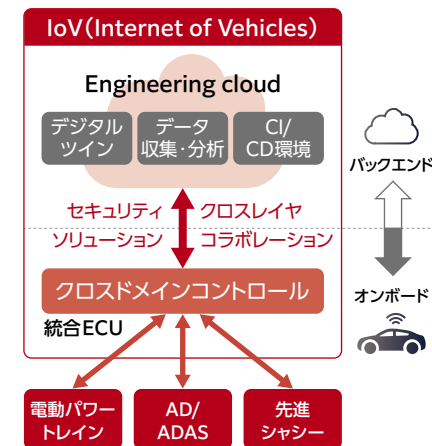 IoV(Internet of Vehicles)
Engineering cloud
デジタル
ツイン
データ
収集・分析
CI/
CD環境
バックエンド
セキュリティ
ソリューション
クロスレイヤ
コラボレーション
クロスドメインコントロール
統合ECU
オンボード
電動パワー
トレイン
AD/
ADAS
先進
シャシー